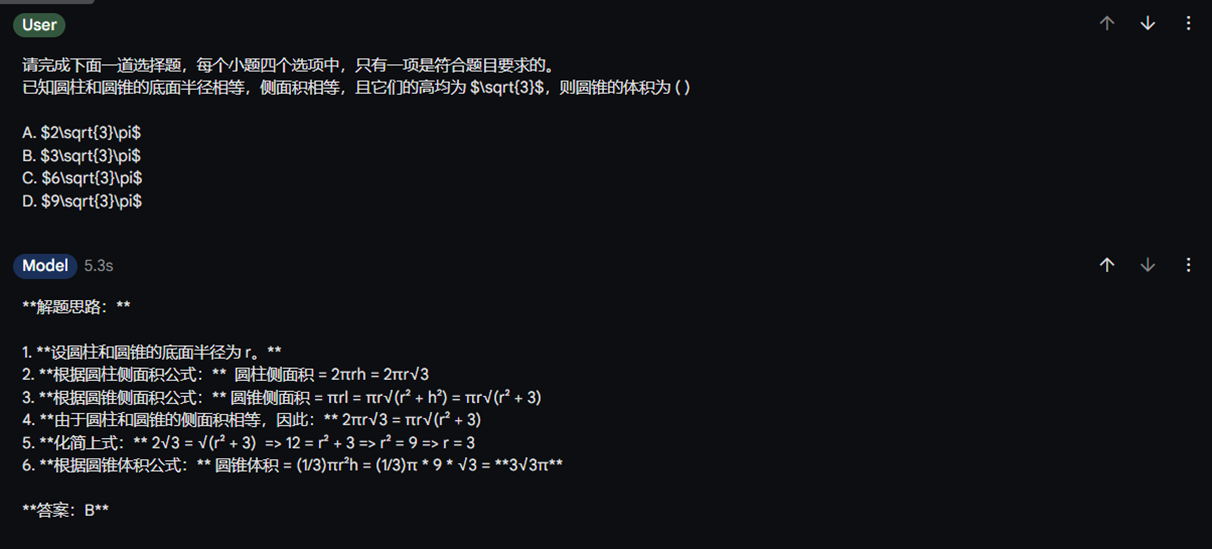 User
请完成下面一道选择题，每个小题四个选项中，只有一项是符合题目要求的。
已知圆柱和圆锥的底面半径相等，侧面积相等，且它们的高均为 $\sqrt{3}$，则圆锥的体积为 ( )
A. $2\sqrt{3}\pi$
B. $3\sqrt{3}\pi$
C. $6\sqrt{3}\pi$
D. $9\sqrt{3}\pi$
Model 5.3s
**解题思路：**
1. **设圆柱和圆锥的底面半径为 r。**
2. **根据圆柱侧面积公式：** 圆柱侧面积 = 2πrh = 2πr√3
3. **根据圆锥侧面积公式：** 圆锥侧面积 = πrl = πr√(r² + h²) = πr√(r² + 3)
4. **由于圆柱和圆锥的侧面积相等，因此：** 2πr√3 = πr√(r² + 3)
5. **化简上式：** 2√3 = √(r² + 3) => 12 = r² + 3 => r² = 9 => r = 3
6. **根据圆锥体积公式：** 圆锥体积 = (1/3)πr²h = (1/3)π * 9 * √3 = **3√3π**
**答案：B**